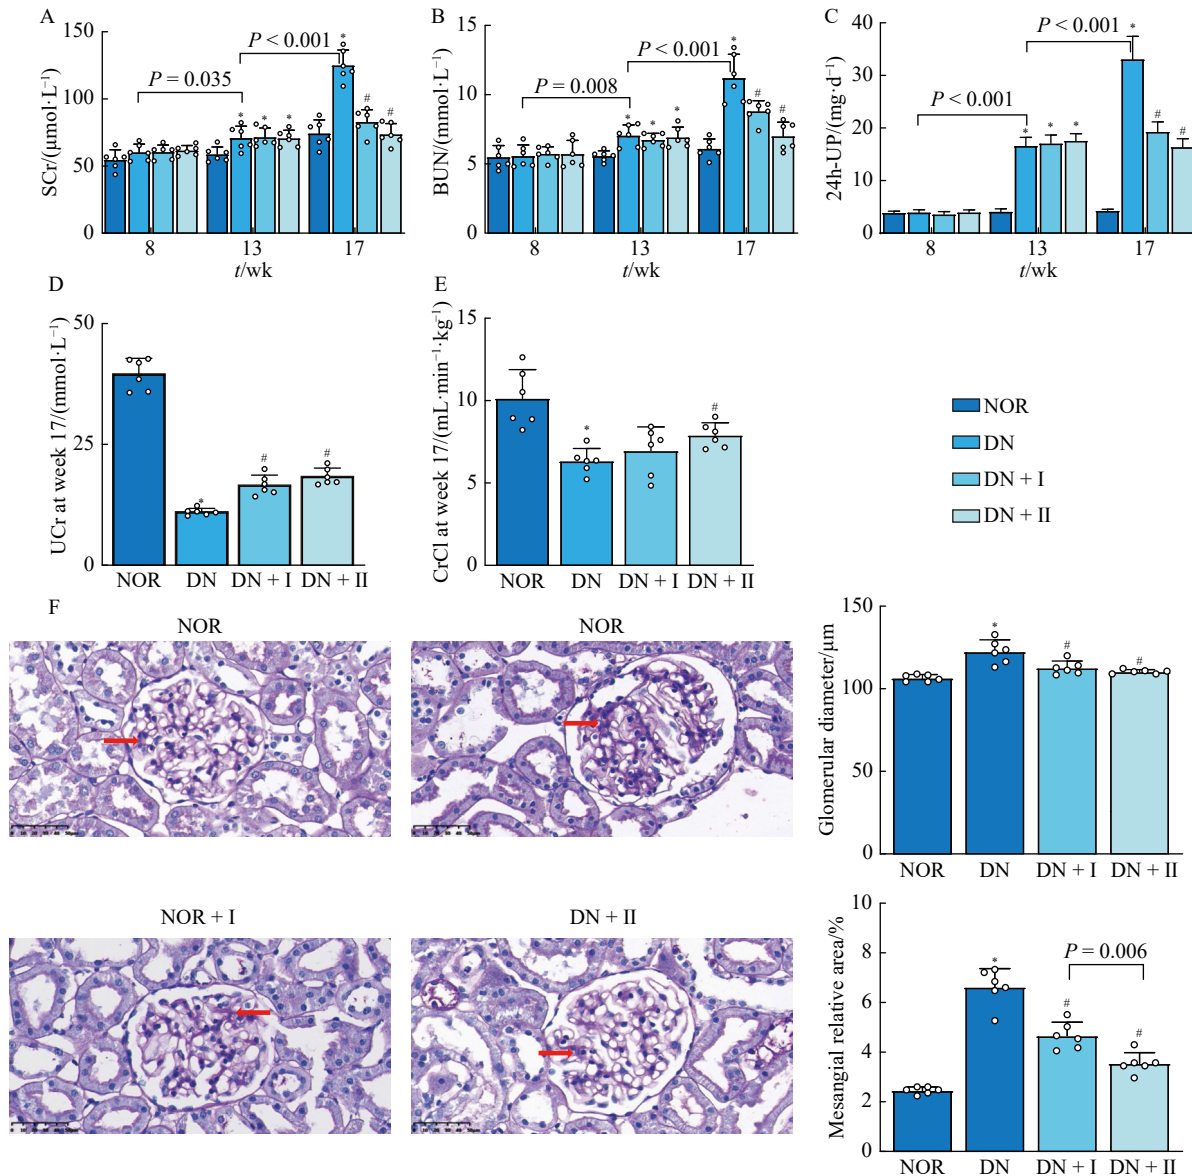 A
SCr/(μmol·L⁻¹)
150
100
50
0
P < 0.001
P = 0.035
*
*
*
*
#
#
8
13
17
t/wk
B
BUN/(mmol·L⁻¹)
15
10
5
0
P < 0.001
P = 0.008
*
*
*
*
#
#
8
13
17
t/wk
C
24h-UP/(mg·d⁻¹)
40
30
20
10
0
P < 0.001
P < 0.001
*
*
*
*
#
#
8
13
17
t/wk
D
UCr at week 17/(mmol·L⁻¹)
50
25
0
*
#
#
NOR
DN
DN + I
DN + II
E
CrCl at week 17/(mL·min⁻¹·kg⁻¹)
15
10
5
0
*
#
NOR
DN
DN + I
DN + II
NOR
DN
DN + I
DN + II
F
NOR
NOR
NOR + I
DN + II
Glomerular diameter/μm
150
100
50
0
*
#
#
NOR
DN
DN + I
DN + II
Mesangial relative area/%
10
8
6
4
2
0
P = 0.006
*
#
#
NOR
DN
DN + I
DN + II